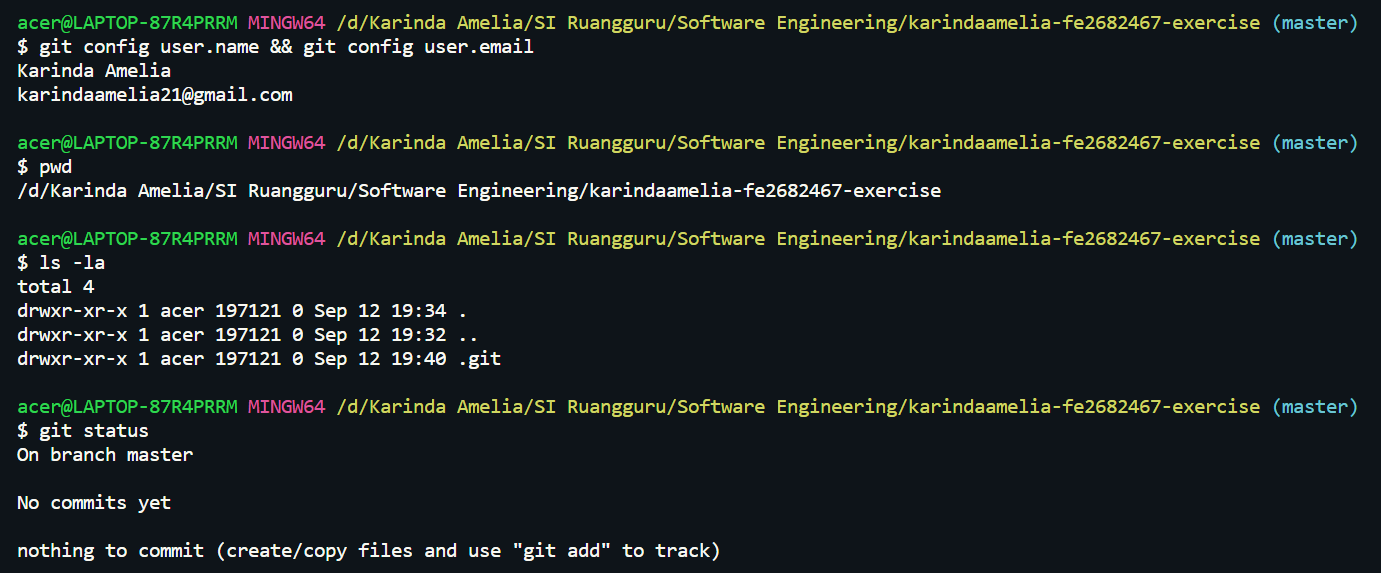 acer@LAPTOP-87R4PRRM MINGW64 /d/Karinda Amelia/SI Ruangguru/Software Engineering/karindaamelia-fe2682467-exercise (master)
$ git config user.name && git config user.email
Karinda Amelia
karindaamelia21@gmail.com
acer@LAPTOP-87R4PRRM MINGW64 /d/Karinda Amelia/SI Ruangguru/Software Engineering/karindaamelia-fe2682467-exercise (master)
$ pwd
/d/Karinda Amelia/SI Ruangguru/Software Engineering/karindaamelia-fe2682467-exercise
acer@LAPTOP-87R4PRRM MINGW64 /d/Karinda Amelia/SI Ruangguru/Software Engineering/karindaamelia-fe2682467-exercise (master)
$ ls -la
total 4
drwxr-xr-x 1 acer 197121 0 Sep 12 19:34 .
drwxr-xr-x 1 acer 197121 0 Sep 12 19:32 ..
drwxr-xr-x 1 acer 197121 0 Sep 12 19:40 .git
acer@LAPTOP-87R4PRRM MINGW64 /d/Karinda Amelia/SI Ruangguru/Software Engineering/karindaamelia-fe2682467-exercise (master)
$ git status
On branch master
No commits yet
nothing to commit (create/copy files and use "git add" to track)